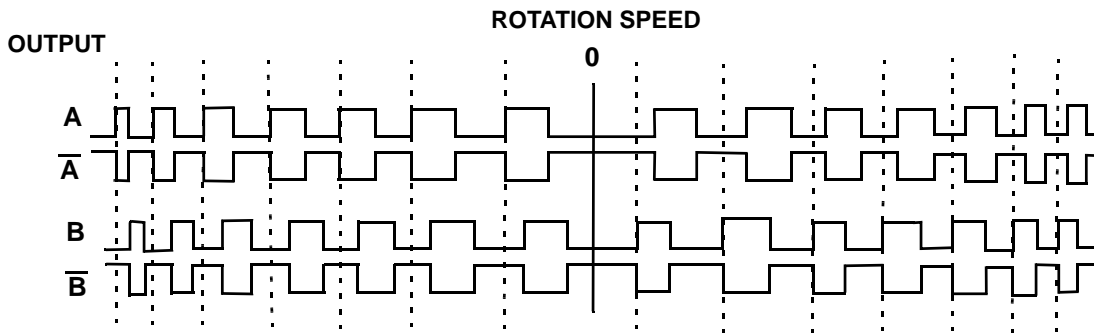 ROTATION SPEED
OUTPUT
0
A
A̅
B
B̅